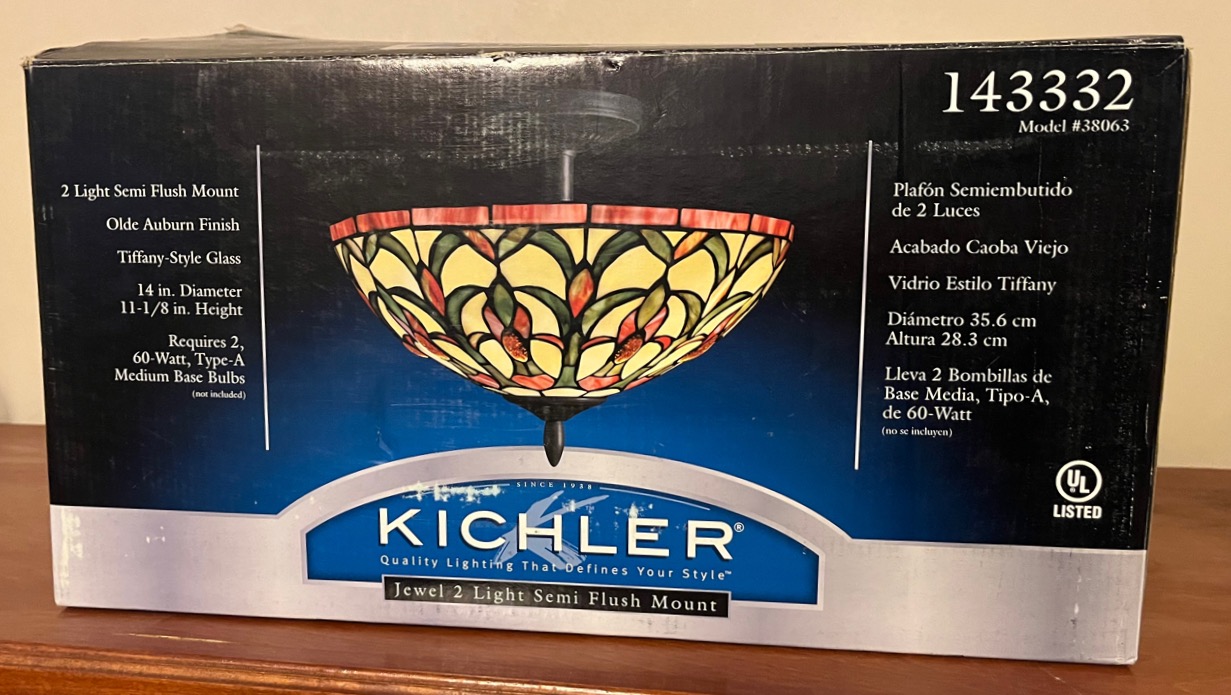 143332
Model #38063
2 Light Semi Flush Mount
Olde Auburn Finish
Tiffany-Style Glass
14 in. Diameter
11-1/8 in. Height
Requires 2,
60-Watt, Type-A
Medium Base Bulbs
(not included)
Plafón Semiembutido
de 2 Luces
Acabado Caoba Viejo
Vidrio Estilo Tiffany
Diámetro 35.6 cm
Altura 28.3 cm
Lleva 2 Bombillas de
Base Media, Tipo-A,
de 60-Watt
(no se incluyen)
UL
®
LISTED
SINCE 1938
KICHLER®
Quality Lighting That Defines Your Style™
Jewel 2 Light Semi Flush Mount